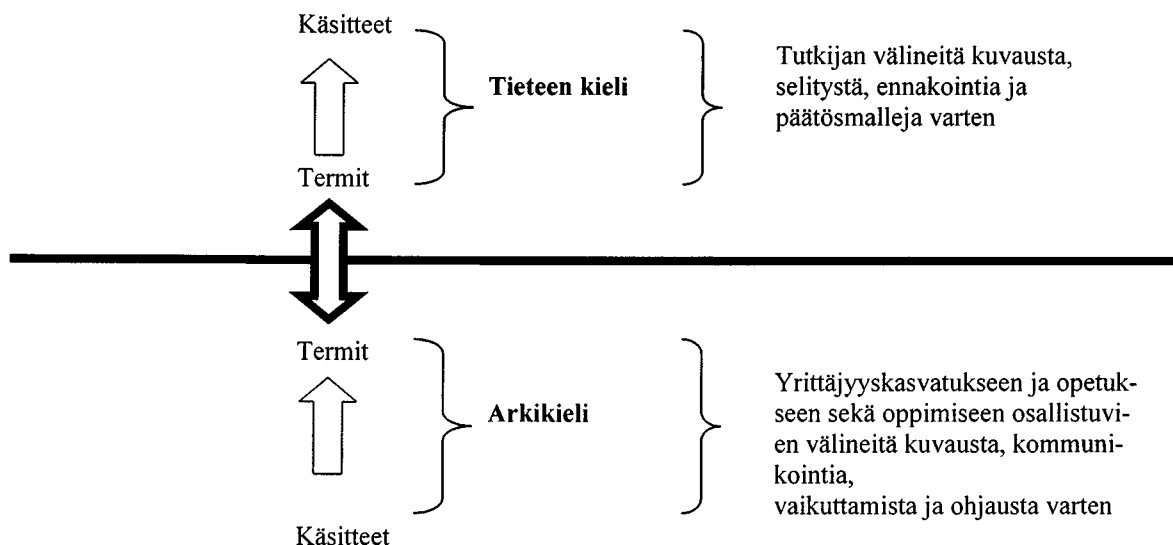 Käsitteet
Tieteen kieli
Tutkijan välineitä kuvausta,
selitystä, ennakointia ja
päätösmalleja varten
Termit
Termit
Arkikieli
Yrittäjyyskasvatukseen ja opetuk-
seen sekä oppimiseen osallistuvi-
en välineitä kuvausta, kommuni-
kointia,
vaikuttamista ja ohjausta varten
Käsitteet